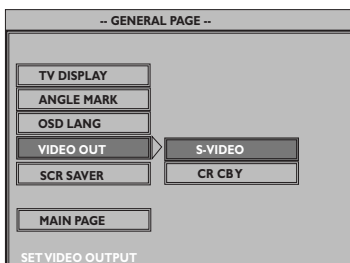 -- GENERAL PAGE --
TV DISPLAY
ANGLE MARK
OSD LANG
VIDEO OUT S-VIDEO
SCR SAVER CR CBY
MAIN PAGE
SET VIDEO OUTPUT